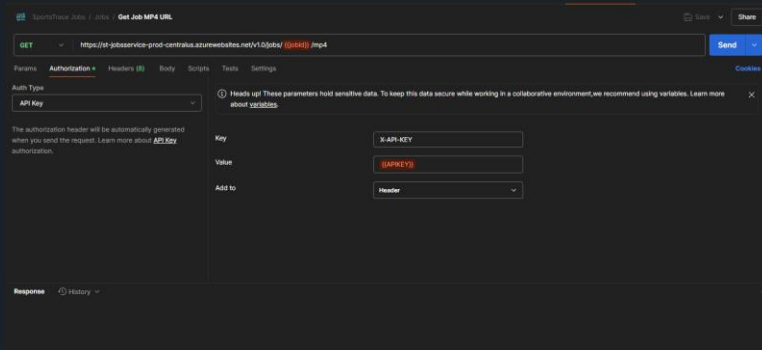 SportsTrace Jobs / Jobs / Get Job MP4 URL
Save
Share
GET
https://st-jobsservice-prod-centralus.azurewebsites.net/v1.0/jobs/ {{jobId}} /mp4
Send
Params Authorization Headers (8) Body Scripts Tests Settings
Cookies
Auth Type
API Key
The authorization header will be automatically generated
when you send the request. Learn more about API Key
authorization.
Heads up! These parameters hold sensitive data. To keep this data secure while working in a collaborative environment,we recommend using variables. Learn more
about variables.
Key
X-API-KEY
Value
{{APIKEY}}
Add to
Header
Response History